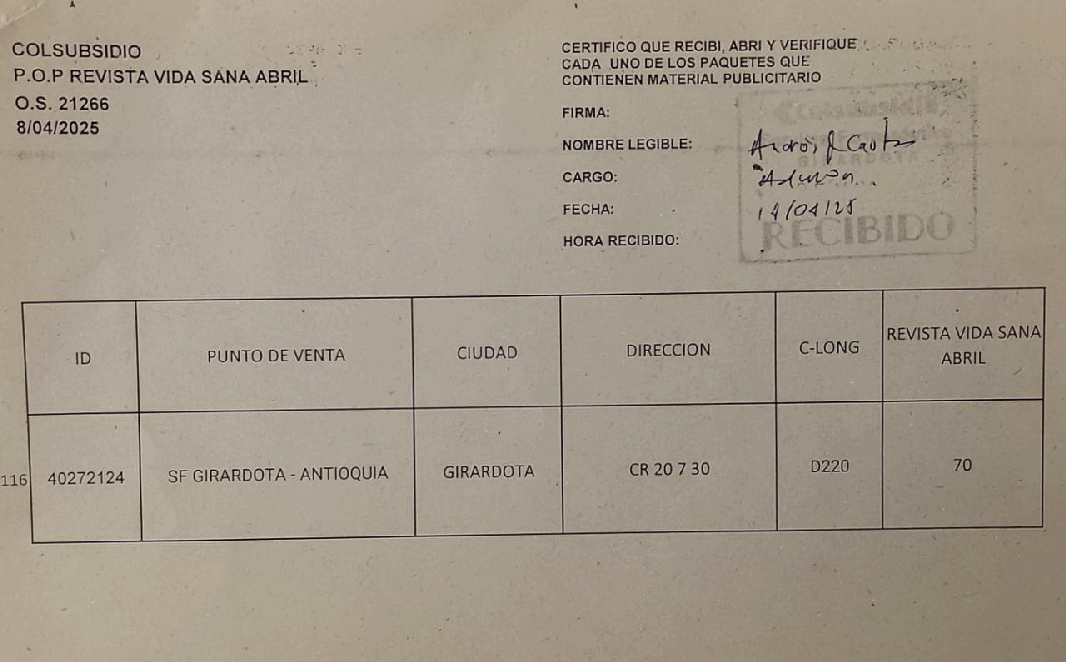 COLSUBSIDIO
P.O.P REVISTA VIDA SANA ABRIL
O.S. 21266
8/04/2025
CERTIFICO QUE RECIBI, ABRI Y VERIFIQUE
CADA UNO DE LOS PAQUETES QUE
CONTIENEN MATERIAL PUBLICITARIO
FIRMA:
NOMBRE LEGIBLE:
CARGO:
FECHA: 14/04/25
HORA RECIBIDO:
GIRARDOTA
RECIBIDO
ID PUNTO DE VENTA CIUDAD DIRECCION C-LONG REVISTA VIDA SANA
ABRIL
116 40272124 SF GIRARDOTA - ANTIOQUIA GIRARDOTA CR 20 7 30 D220 70